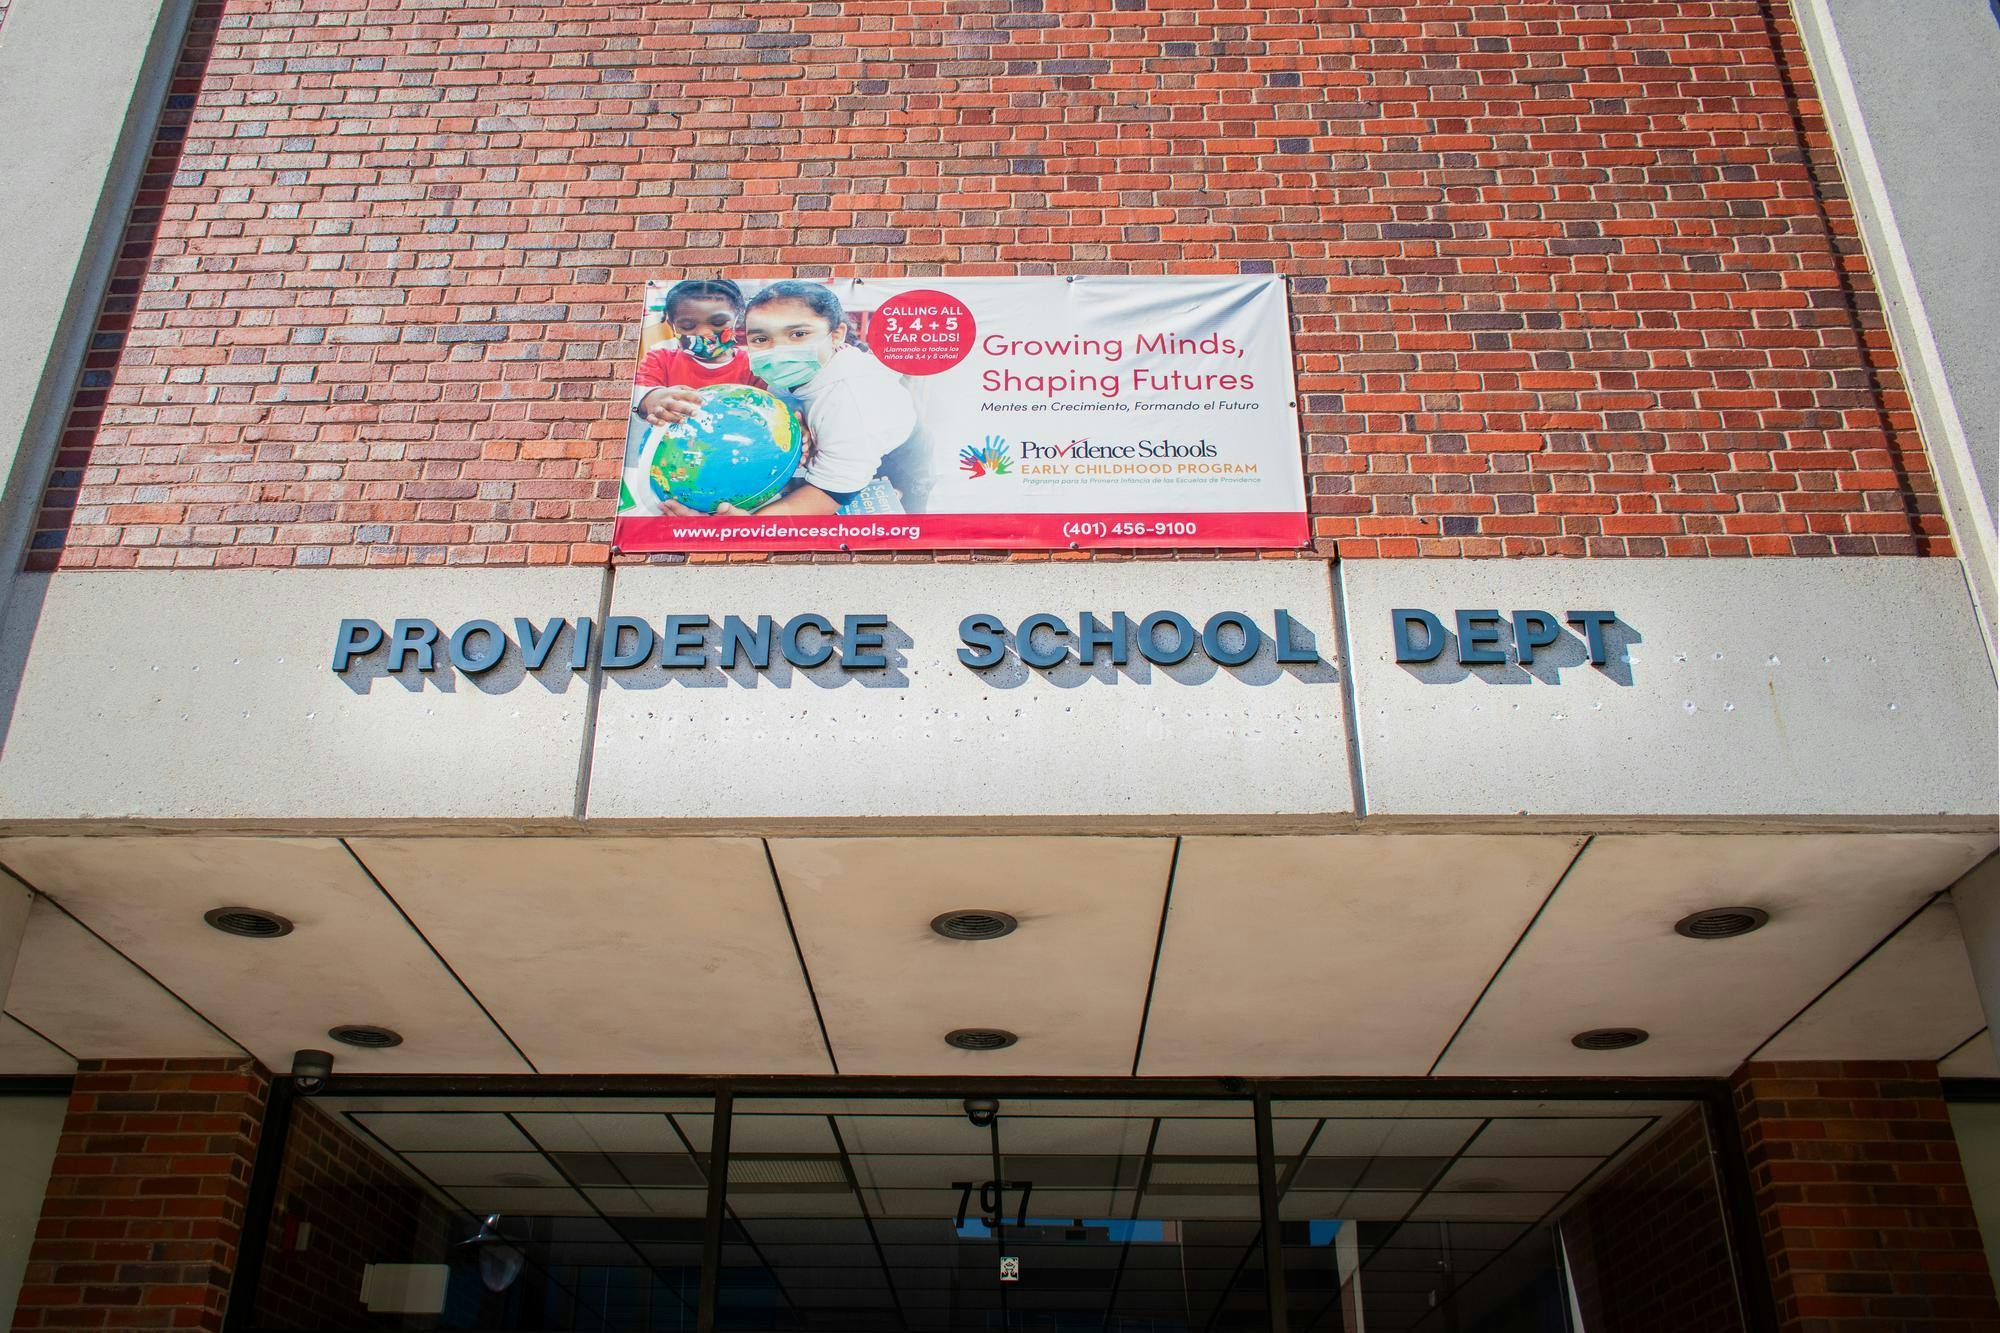 CALLING ALL
3, 4 + 5
YEAR OLDS!
¡Llamando a todos los
niños de 3,4 y 5 años!
Growing Minds,
Shaping Futures
Mentes en Crecimiento, Formando el Futuro
Providence Schools
EARLY CHILDHOOD PROGRAM
Programa para la Primera Infancia de las Escuelas de Providence
www.providenceschools.org
(401) 456-9100
PROVIDENCE SCHOOL DEPT
797